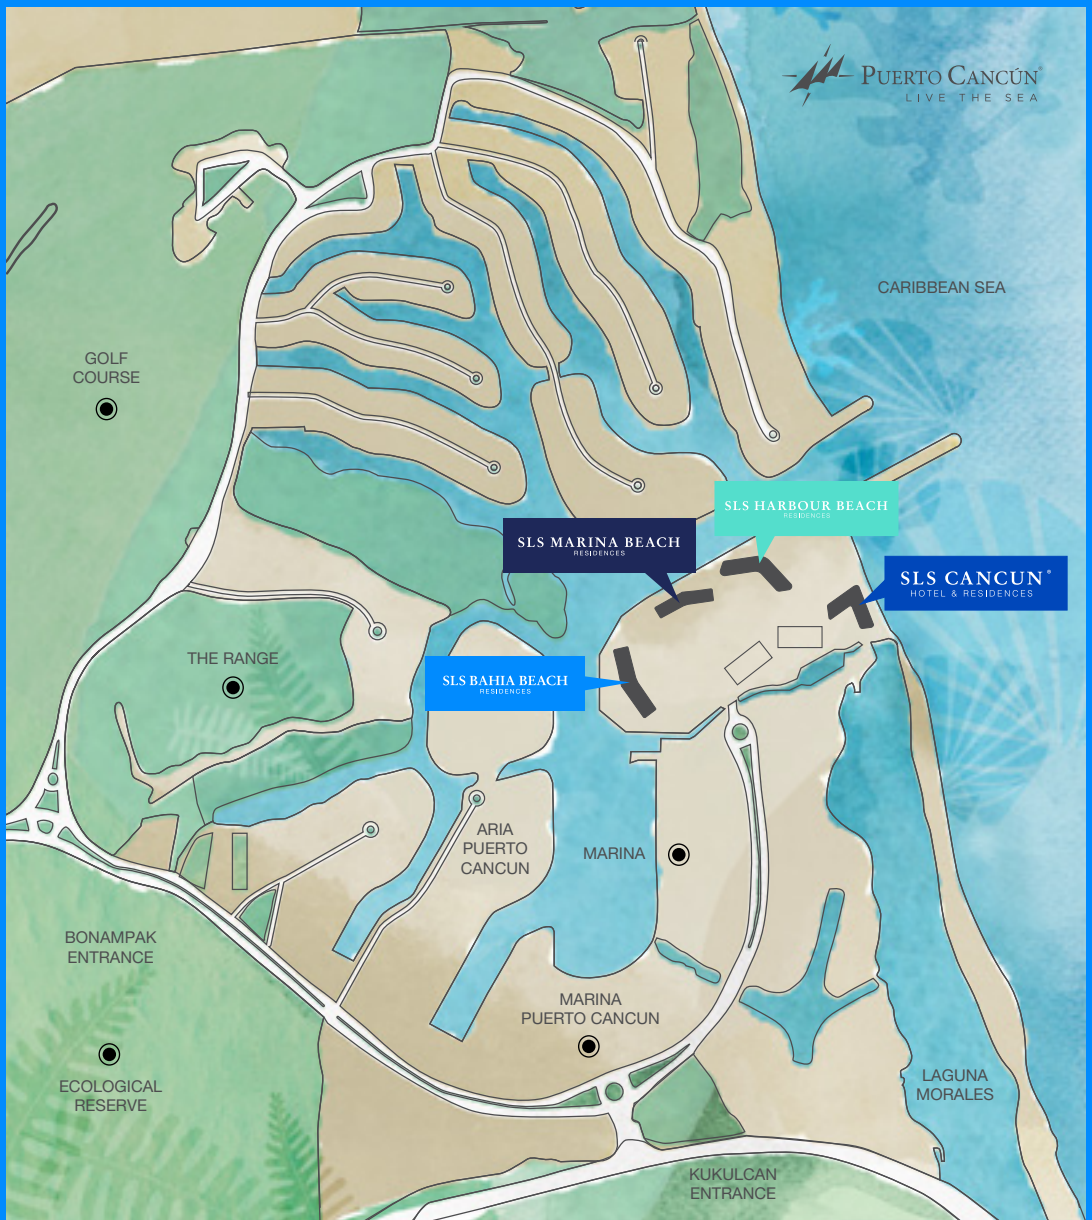 PUERTO CANCÚN®
LIVE THE SEA
CARIBBEAN SEA
GOLF
COURSE
SLS HARBOUR BEACH
RESIDENCES
SLS MARINA BEACH
RESIDENCES
SLS CANCUN®
HOTEL & RESIDENCES
THE RANGE
SLS BAHIA BEACH
RESIDENCES
ARIA
PUERTO
CANCUN
MARINA
BONAMPAK
ENTRANCE
MARINA
PUERTO CANCUN
ECOLOGICAL
RESERVE
LAGUNA
MORALES
KUKULCAN
ENTRANCE